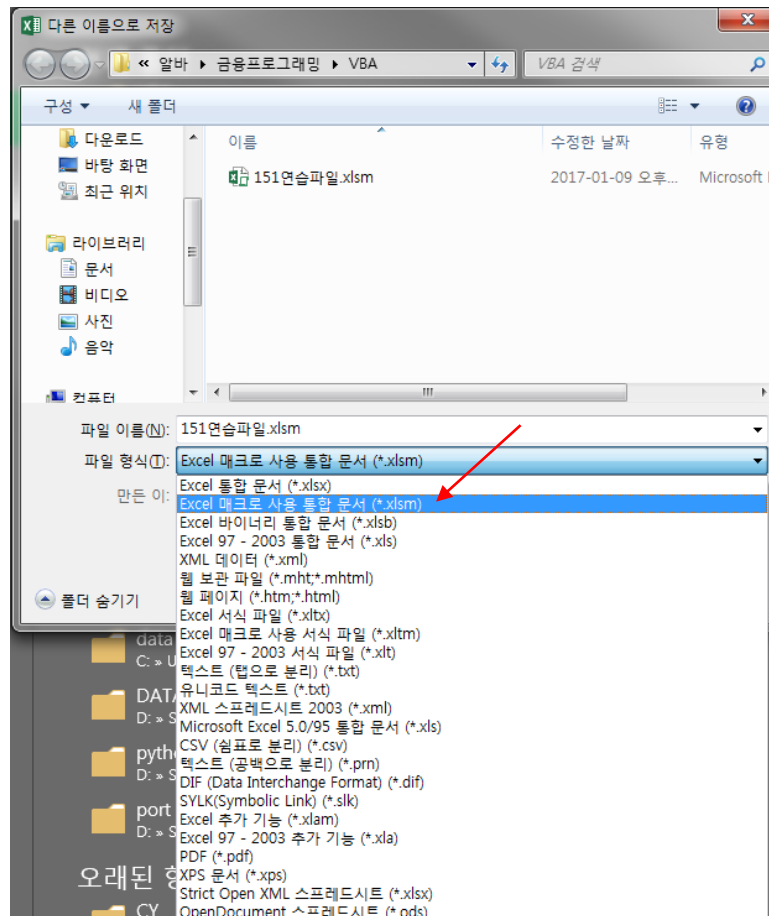 다른 이름으로 저장
« 알바 ▸ 금융프로그래밍 ▸ VBA
VBA 검색
구성 ▼ 새 폴더
다운로드
바탕 화면
최근 위치
라이브러리
문서
비디오
사진
음악
컴퓨터
이름 수정한 날짜 유형
151연습파일.xlsm 2017-01-09 오후... Microsoft
파일 이름(N): 151연습파일.xlsm
파일 형식(T): Excel 매크로 사용 통합 문서 (*.xlsm)
만든 이:
Excel 통합 문서 (*.xlsx)
Excel 매크로 사용 통합 문서 (*.xlsm)
Excel 바이너리 통합 문서 (*.xlsb)
Excel 97 - 2003 통합 문서 (*.xls)
XML 데이터 (*.xml)
웹 보관 파일 (*.mht;*.mhtml)
웹 페이지 (*.htm;*.html)
Excel 서식 파일 (*.xltx)
Excel 매크로 사용 서식 파일 (*.xltm)
Excel 97 - 2003 서식 파일 (*.xlt)
텍스트 (탭으로 분리) (*.txt)
유니코드 텍스트 (*.txt)
XML 스프레드시트 2003 (*.xml)
Microsoft Excel 5.0/95 통합 문서 (*.xls)
CSV (쉼표로 분리) (*.csv)
텍스트 (공백으로 분리) (*.prn)
DIF (Data Interchange Format) (*.dif)
SYLK(Symbolic Link) (*.slk)
Excel 추가 기능 (*.xlam)
Excel 97 - 2003 추가 기능 (*.xla)
PDF (*.pdf)
XPS 문서 (*.xps)
Strict Open XML 스프레드시트 (*.xlsx)
OpenDocument 스프레드시트 (*.ods)
폴더 숨기기
data
C: »
DATA
D: » S
pyth
D: » S
port
D: » S
오래된
CY